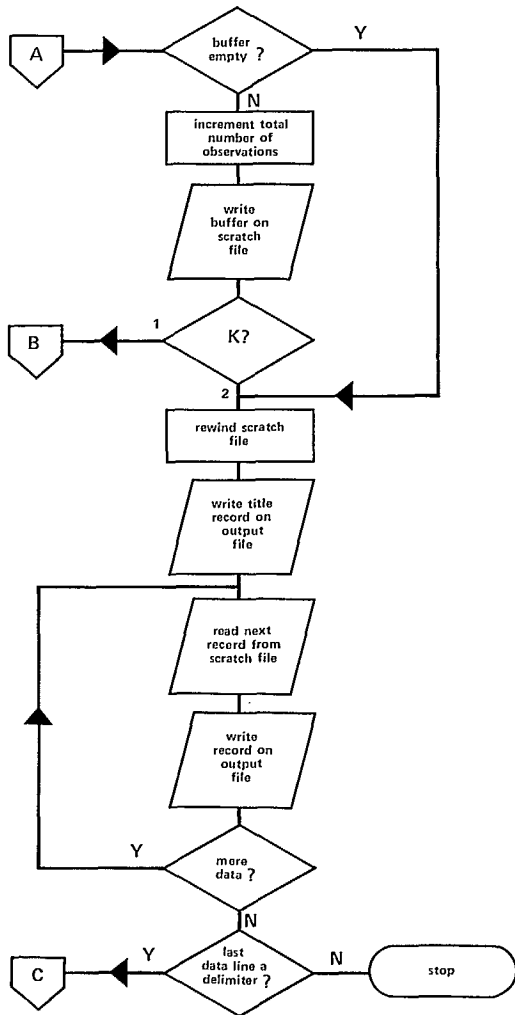 A
buffer
empty ?
Y
N
increment total
number of
observations
write
buffer on
scratch
file
1
B
K?
2
rewind scratch
file
write title
record on
output
file
read next
record from
scratch file
write
record on
output
file
Y
more
data ?
N
C
Y
last
data line a
delimiter ?
N
stop